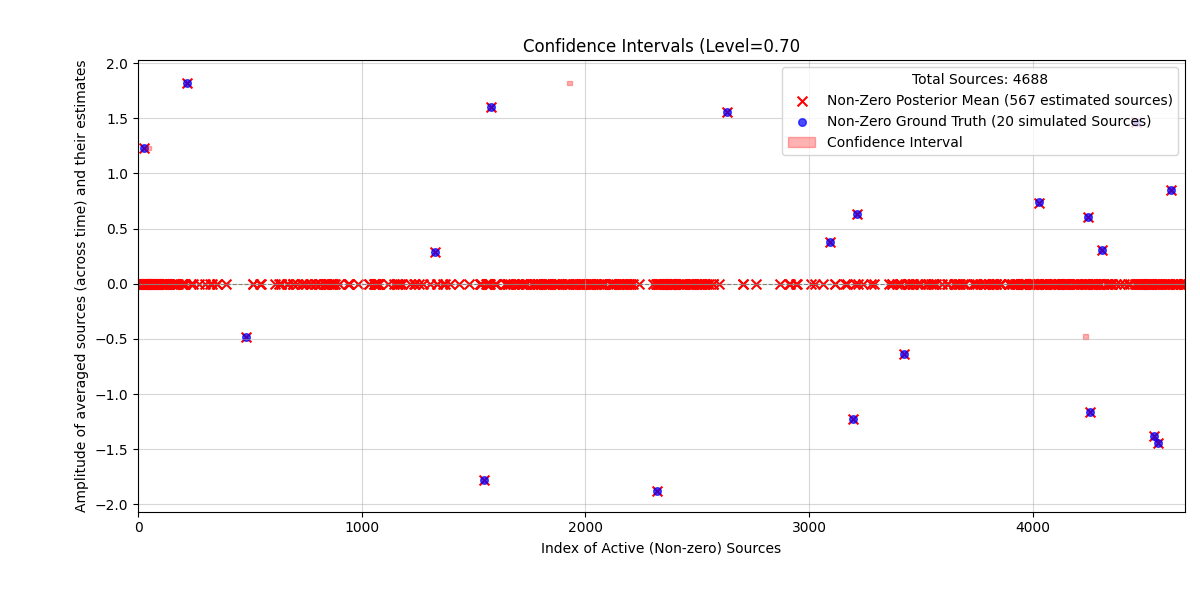 Confidence Intervals (Level=0.70
Amplitude of averaged sources (across time) and their estimates
2.0
1.5
1.0
0.5
0.0
−0.5
−1.0
−1.5
−2.0
Total Sources: 4688
Non-Zero Posterior Mean (567 estimated sources)
Non-Zero Ground Truth (20 simulated Sources)
Confidence Interval
0
1000
2000
3000
4000
Index of Active (Non-zero) Sources